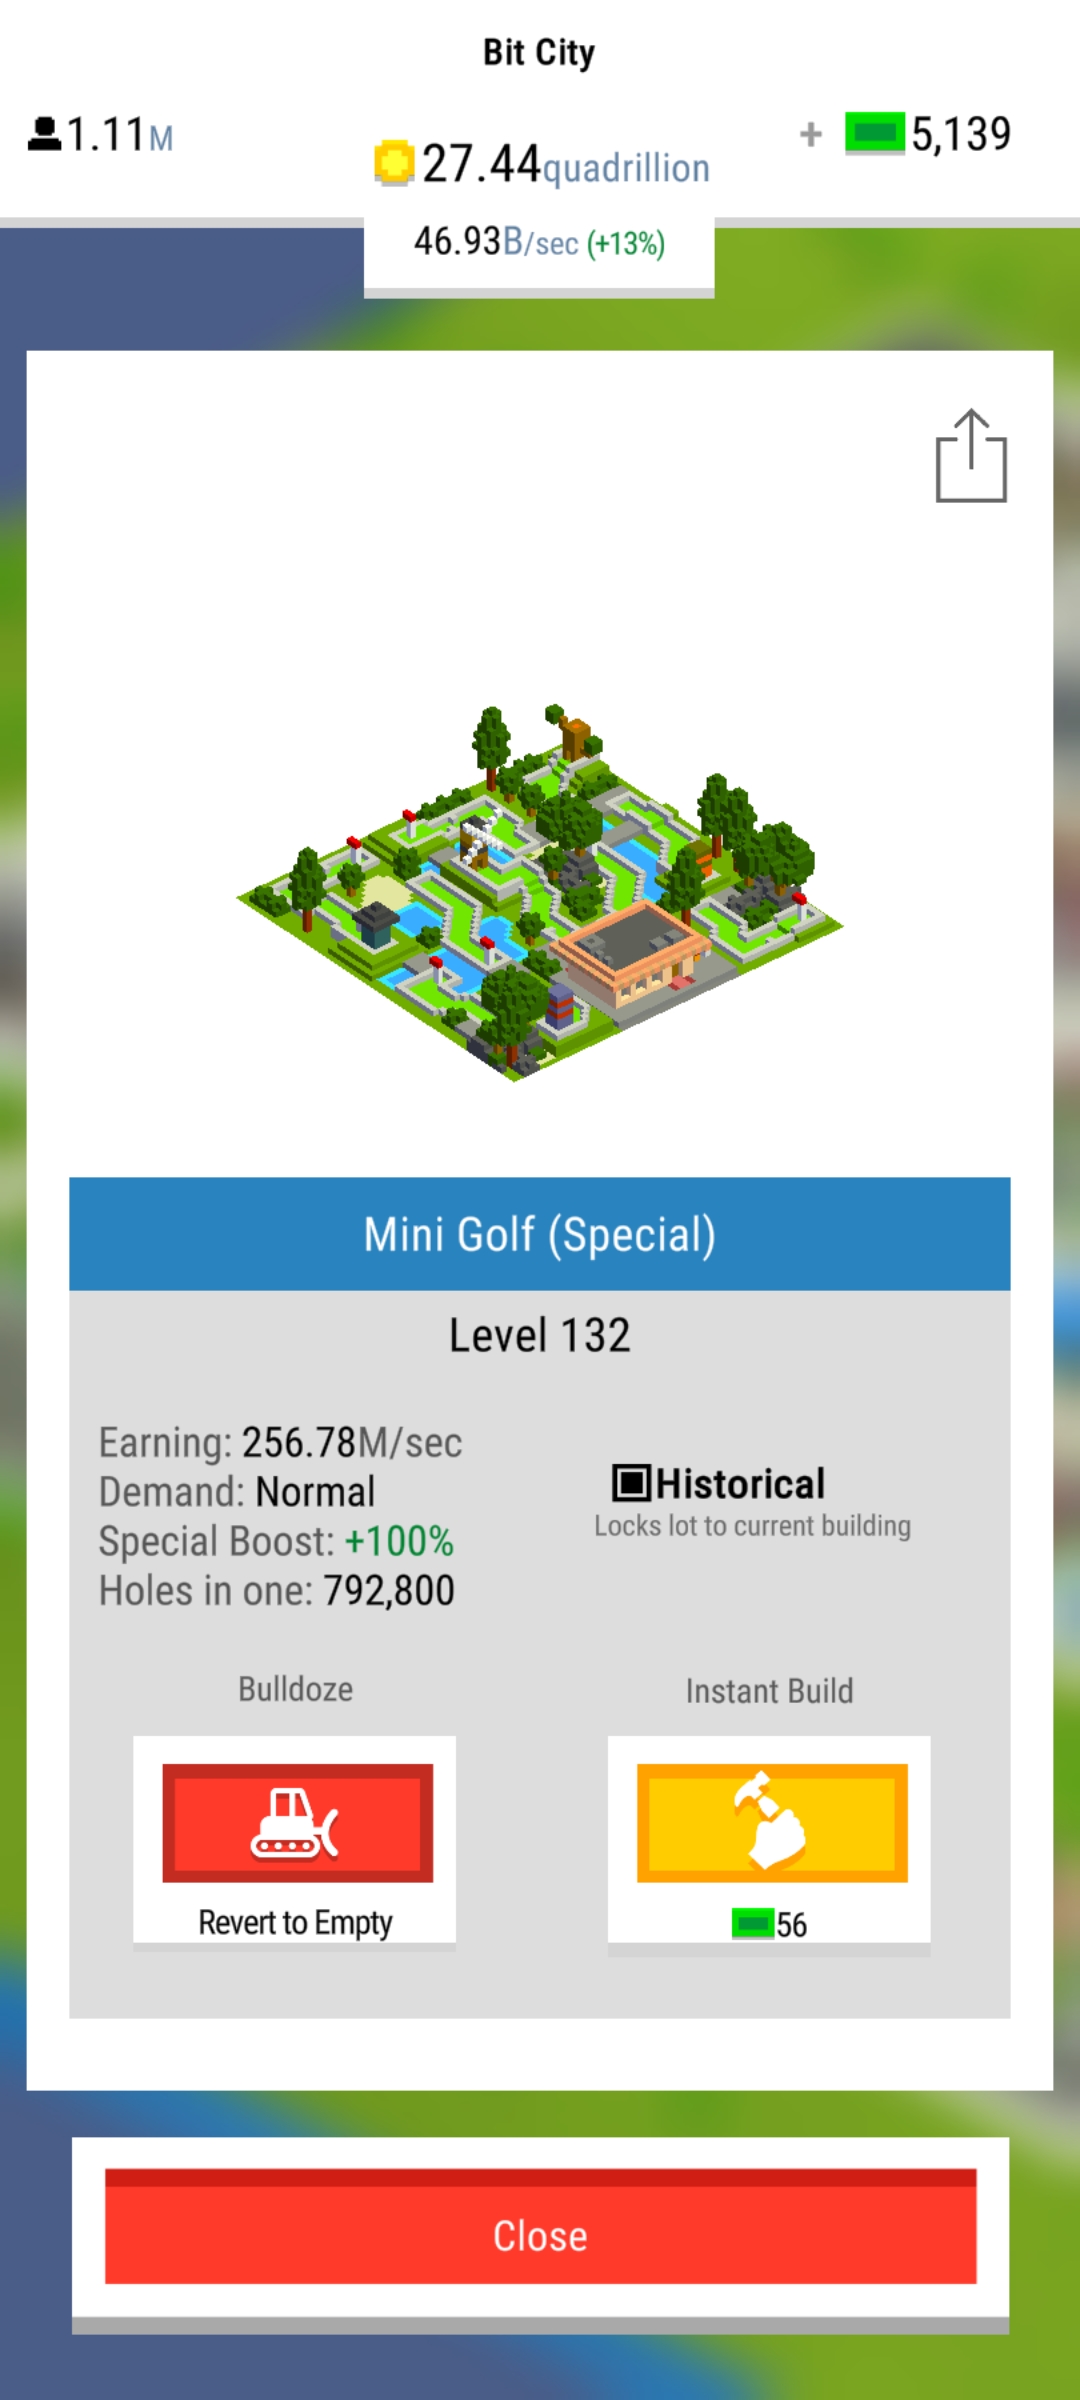 Bit City
1.11M
27.44quadrillion
+ 5,139
46.93B/sec (+13%)
Mini Golf (Special)
Level 132
Earning: 256.78M/sec
Demand: Normal
Special Boost: +100%
Holes in one: 792,800
Historical
Locks lot to current building
Bulldoze
Instant Build
Revert to Empty
56
Close